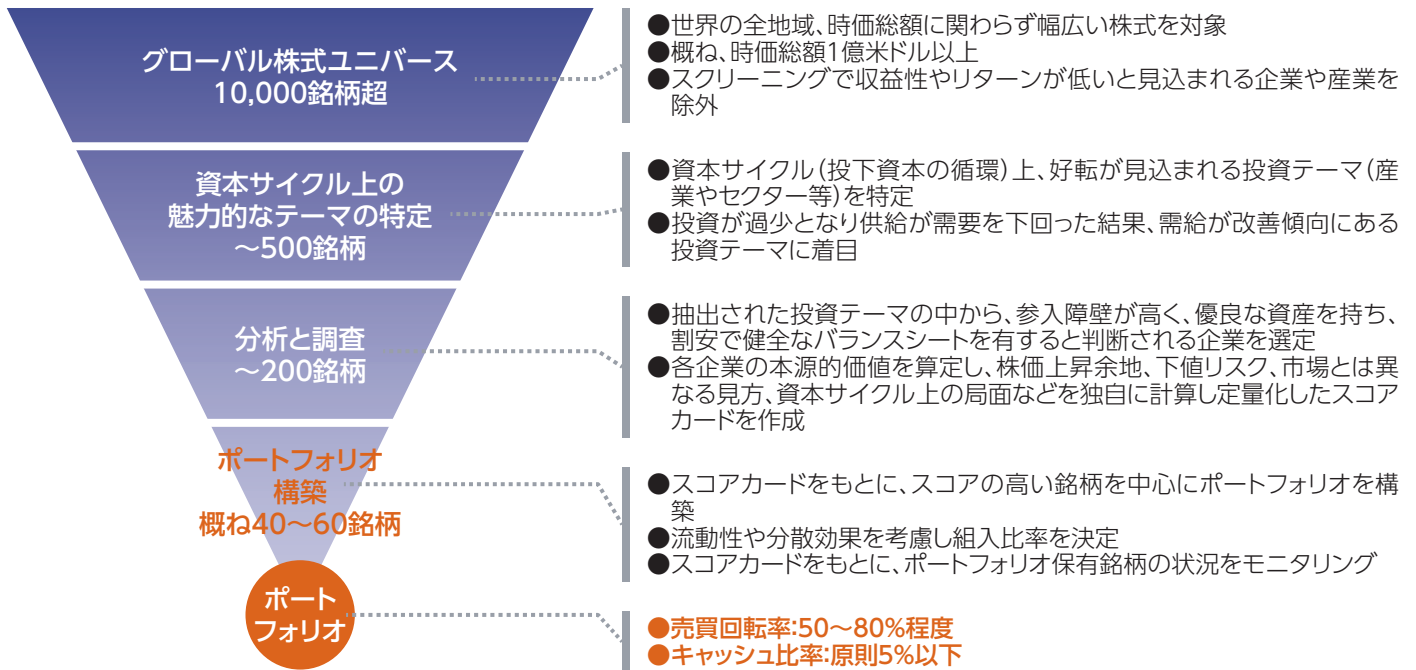 グローバル株式ユニバース
10,000銘柄超
●世界の全地域、時価総額に関わらず幅広い株式を対象
●概ね、時価総額1億米ドル以上
●スクリーニングで収益性やリターンが低いと見込まれる企業や産業を
除外
資本サイクル上の
魅力的なテーマの特定
～500銘柄
●資本サイクル(投下資本の循環)上、好転が見込まれる投資テーマ(産
業やセクター等)を特定
●投資が過少となり供給が需要を下回った結果、需給が改善傾向にある
投資テーマに着目
分析と調査
～200銘柄
●抽出された投資テーマの中から、参入障壁が高く、優良な資産を持ち、
割安で健全なバランスシートを有すると判断される企業を選定
●各企業の本源的価値を算定し、株価上昇余地、下値リスク、市場とは異
なる見方、資本サイクル上の局面などを独自に計算し定量化したスコア
カードを作成
ポートフォリオ
構築
概ね40～60銘柄
●スコアカードをもとに、スコアの高い銘柄を中心にポートフォリオを構
築
●流動性や分散効果を考慮し組入比率を決定
●スコアカードをもとに、ポートフォリオ保有銘柄の状況をモニタリング
ポート
フォリオ
●売買回転率:50～80%程度
●キャッシュ比率:原則5%以下